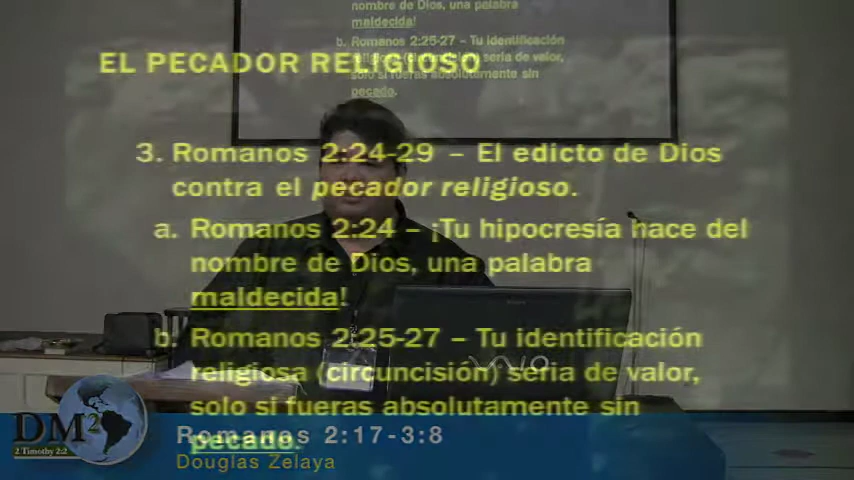 nombre de Dios, una palabra
maldecida!
b. Romanos 2:25-27 – Tu identificación
religiosa (circuncisión) seria de valor,
solo si fueras absolutamente sin
pecado.
EL PECADOR RELIGIOSO
3. Romanos 2:24-29 – El edicto de Dios
contra el pecador religioso.
a. Romanos 2:24 – ¡Tu hipocresía hace del
nombre de Dios, una palabra
maldecida!
b. Romanos 2:25-27 – Tu identificación
religiosa (circuncisión) seria de valor,
solo si fueras absolutamente sin
pecado.
VAIO
DM2
2 Timothy 2:2
Romanos 2:17-3:8
Douglas Zelaya